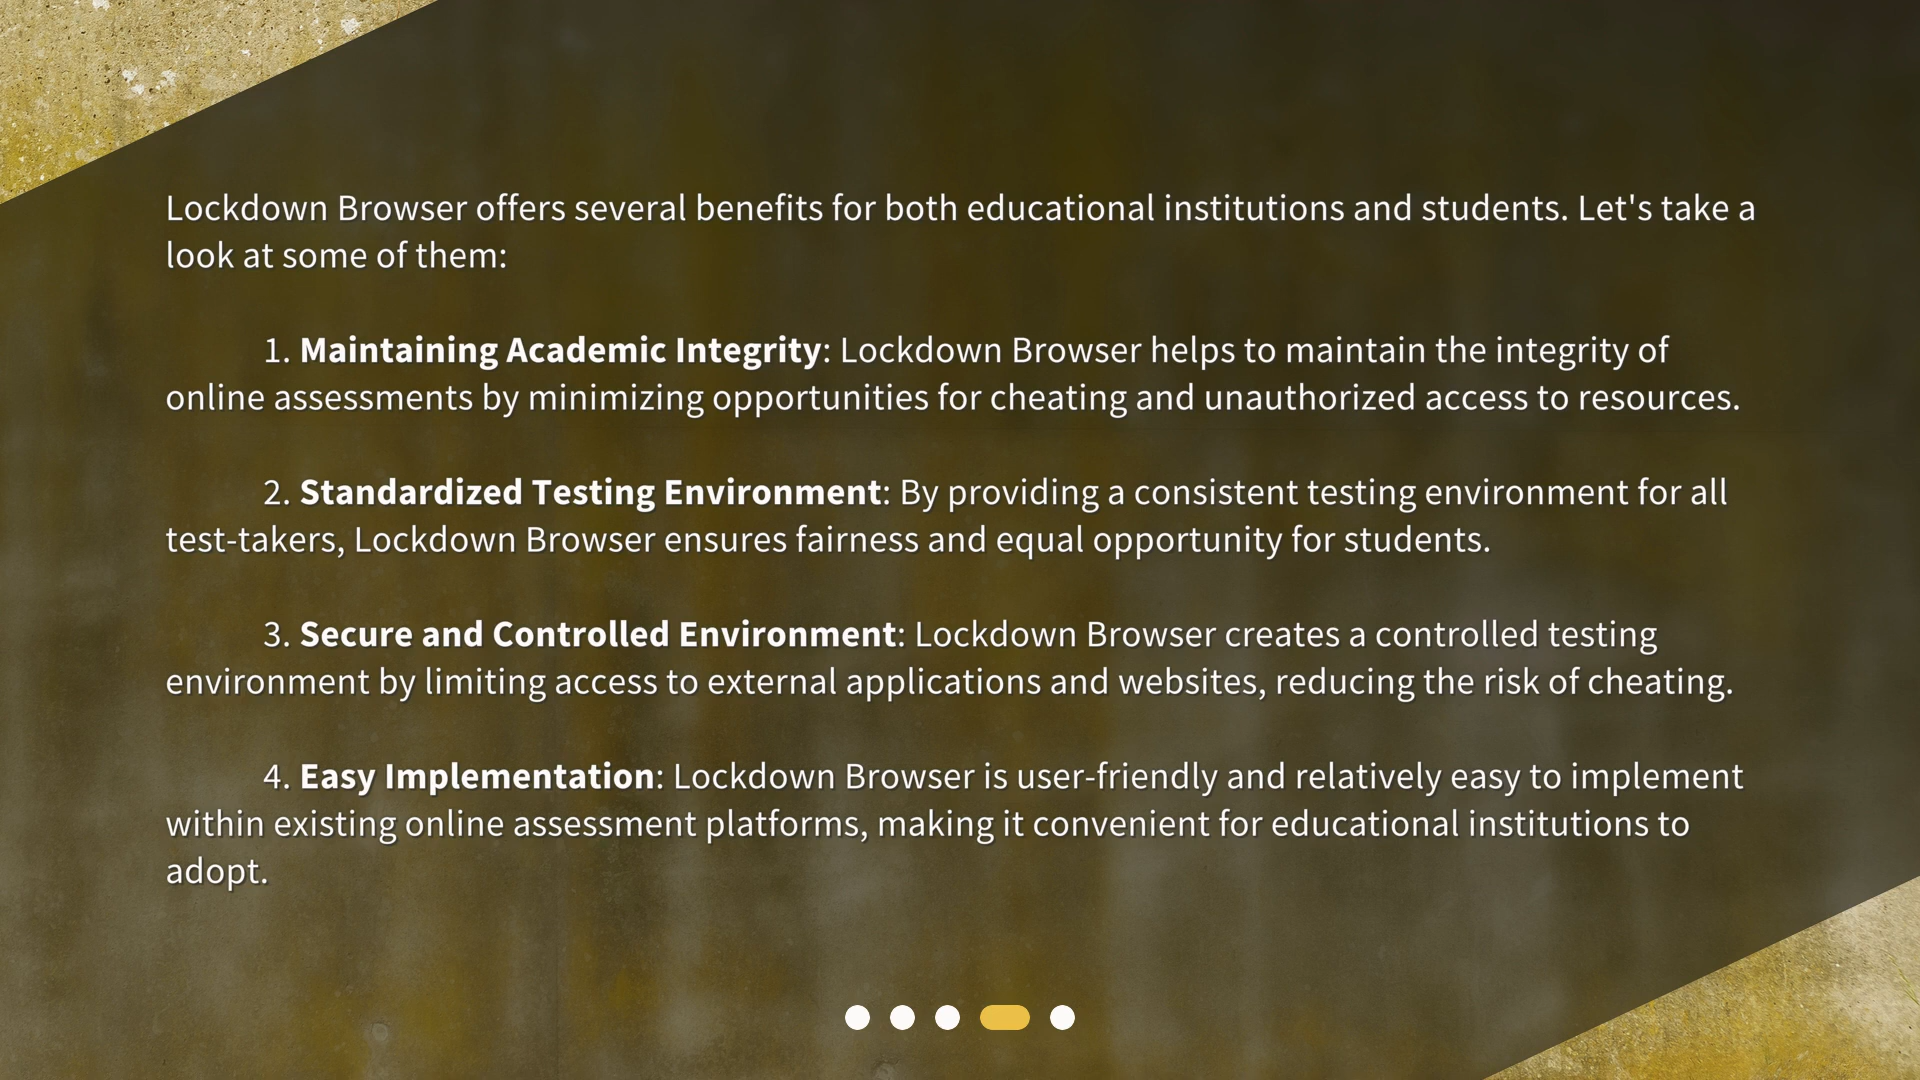 Lockdown Browser offers several benefits for both educational institutions and students. Let's take a
look at some of them:
1. Maintaining Academic Integrity: Lockdown Browser helps to maintain the integrity of
online assessments by minimizing opportunities for cheating and unauthorized access to resources.
2. Standardized Testing Environment: By providing a consistent testing environment for all
test-takers, Lockdown Browser ensures fairness and equal opportunity for students.
3. Secure and Controlled Environment: Lockdown Browser creates a controlled testing
environment by limiting access to external applications and websites, reducing the risk of cheating.
4. Easy Implementation: Lockdown Browser is user-friendly and relatively easy to implement
within existing online assessment platforms, making it convenient for educational institutions to
adopt.